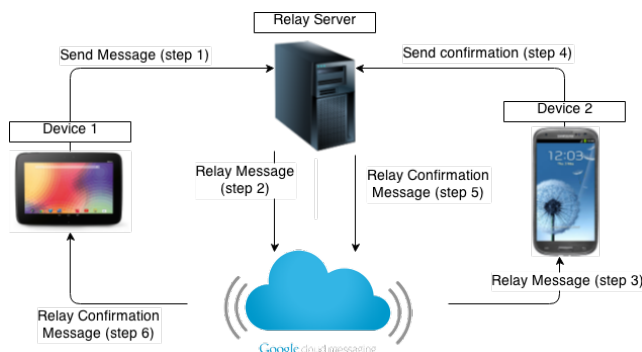 Relay Server
Send Message (step 1)
Send confirmation (step 4)
Device 1
Device 2
12:03
Relay Message
(step 2)
Relay Confirmation
Message (step 5)
Relay Message (step 3)
Relay Confirmation
Message (step 6)
Google cloud messaging